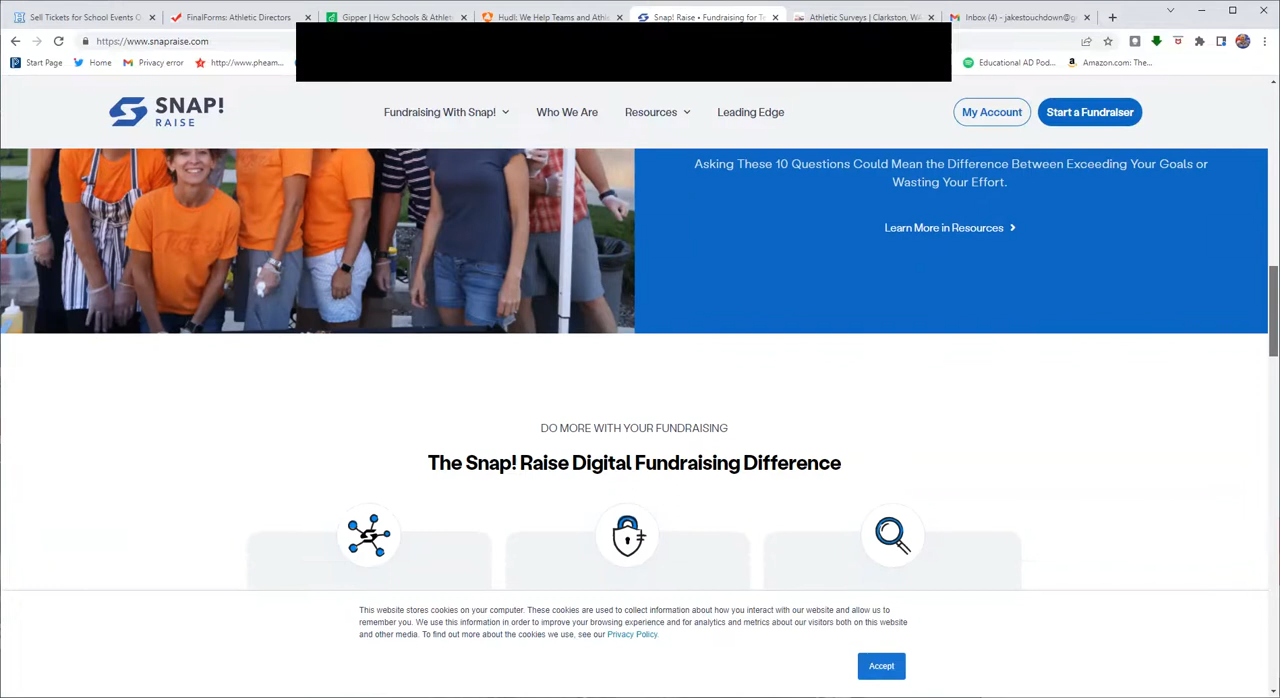 Sell Tickets for School Events O
FinalForms: Athletic Directors
Gipper | How Schools & Athlet
Hudl: We Help Teams and Athl
Snap! Raise • Fundraising for Te
Athletic Surveys | Clarkston, WA
Inbox (4) - jakestouchdown@g
https://www.snapraise.com
Start Page
Home
Privacy error
http://www.pheam...
Educational AD Pod...
Amazon.com: The...
SNAP!
RAISE
Fundraising With Snap!
Who We Are
Resources
Leading Edge
My Account
Start a Fundraiser
Asking These 10 Questions Could Mean the Difference Between Exceeding Your Goals or
Wasting Your Effort.
Learn More in Resources
DO MORE WITH YOUR FUNDRAISING
The Snap! Raise Digital Fundraising Difference
This website stores cookies on your computer. These cookies are used to collect information about how you interact with our website and allow us to
remember you. We use this information in order to improve your browsing experience and for analytics and metrics about our visitors both on this website
and other media. To find out more about the cookies we use, see our Privacy Policy.
Accept